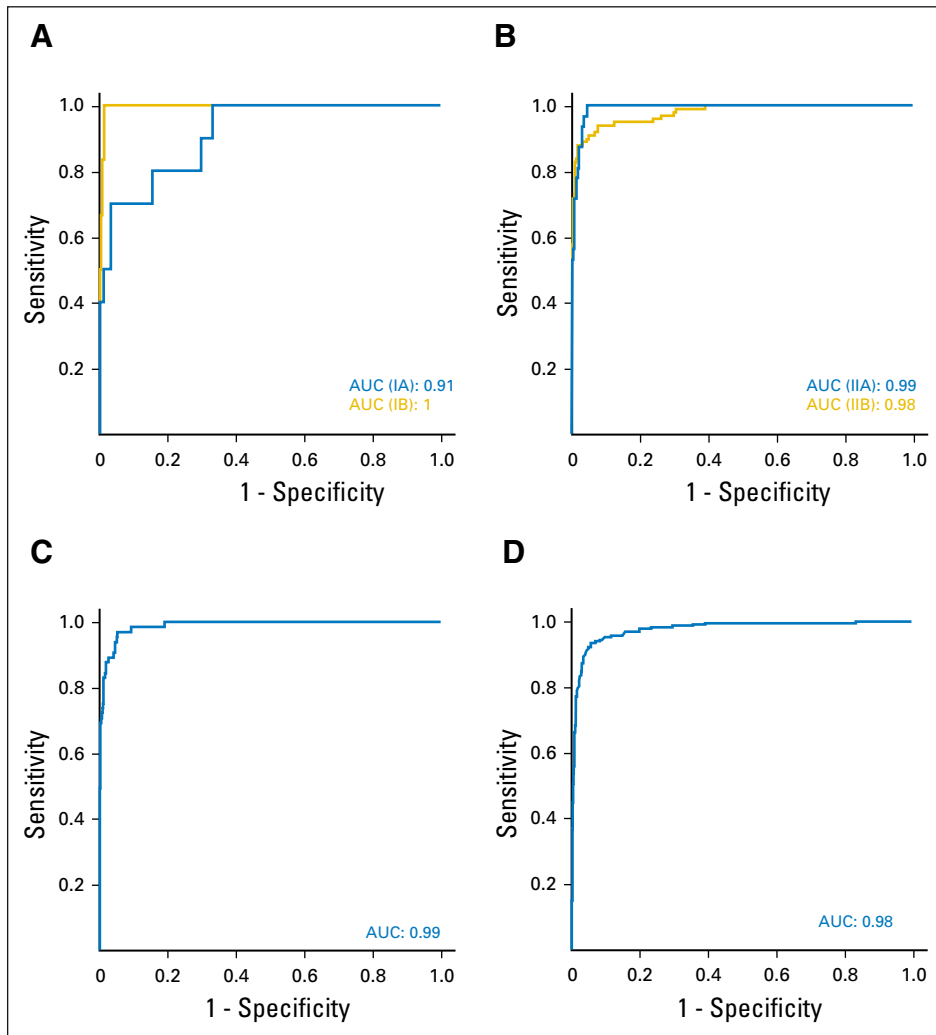 A
1.0
0.8
0.6
0.4
0.2
Sensitivity
AUC (IA): 0.91
AUC (IB): 1
0 0.2 0.4 0.6 0.8 1.0
1 - Specificity
B
1.0
0.8
0.6
0.4
0.2
Sensitivity
AUC (IIA): 0.99
AUC (IIB): 0.98
0 0.2 0.4 0.6 0.8 1.0
1 - Specificity
C
1.0
0.8
0.6
0.4
0.2
Sensitivity
AUC: 0.99
0 0.2 0.4 0.6 0.8 1.0
1 - Specificity
D
1.0
0.8
0.6
0.4
0.2
Sensitivity
AUC: 0.98
0 0.2 0.4 0.6 0.8 1.0
1 - Specificity